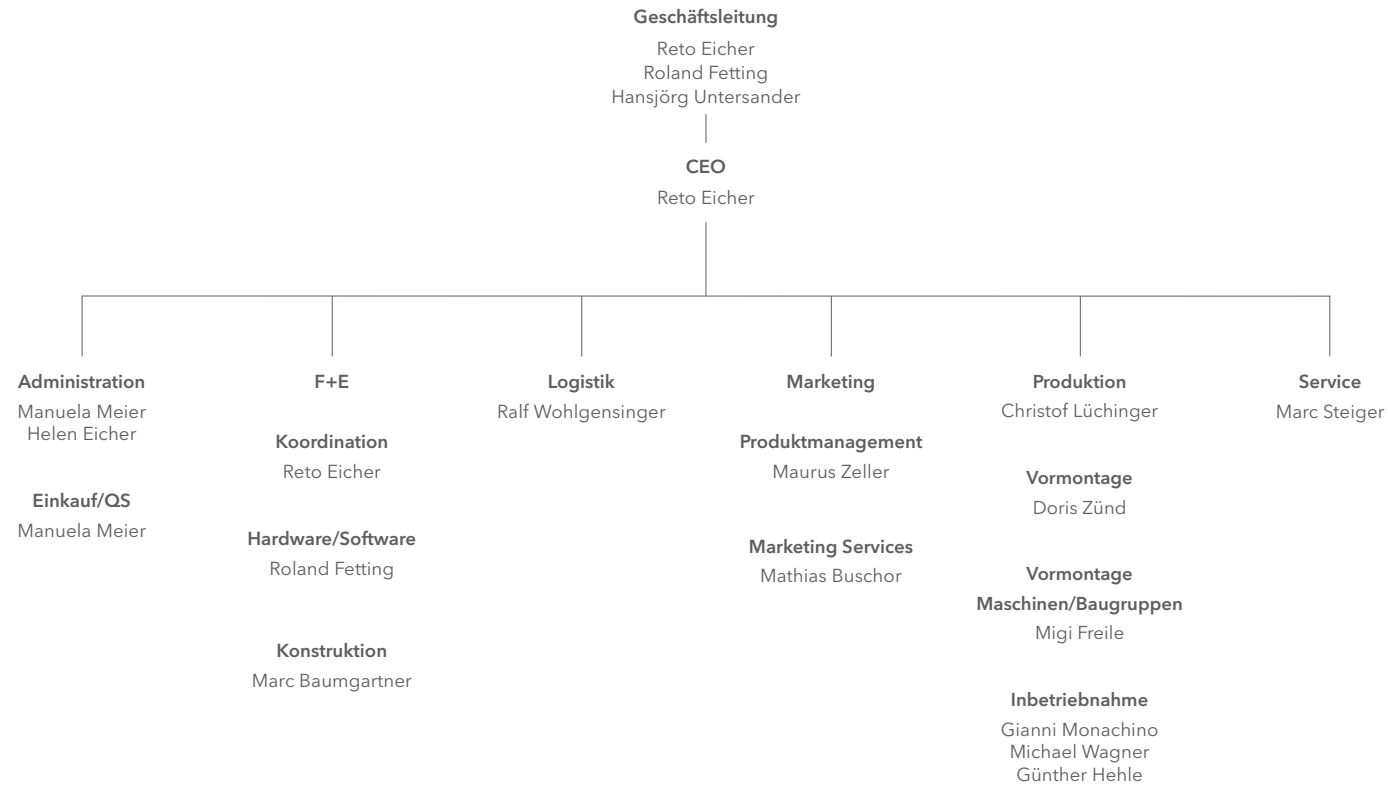 Geschäftsleitung
Reto Eicher
Roland Fetting
Hansjörg Untersander
CEO
Reto Eicher
Administration
Manuela Meier
Helen Eicher
Einkauf/QS
Manuela Meier
F+E
Koordination
Reto Eicher
Hardware/Software
Roland Fetting
Konstruktion
Marc Baumgartner
Logistik
Ralf Wohlgensinger
Marketing
Produktmanagement
Maurus Zeller
Marketing Services
Mathias Buschor
Produktion
Christof Lüchinger
Vormontage
Doris Zünd
Vormontage
Maschinen/Baugruppen
Migi Freile
Inbetriebnahme
Gianni Monachino
Michael Wagner
Günther Hehle
Service
Marc Steiger